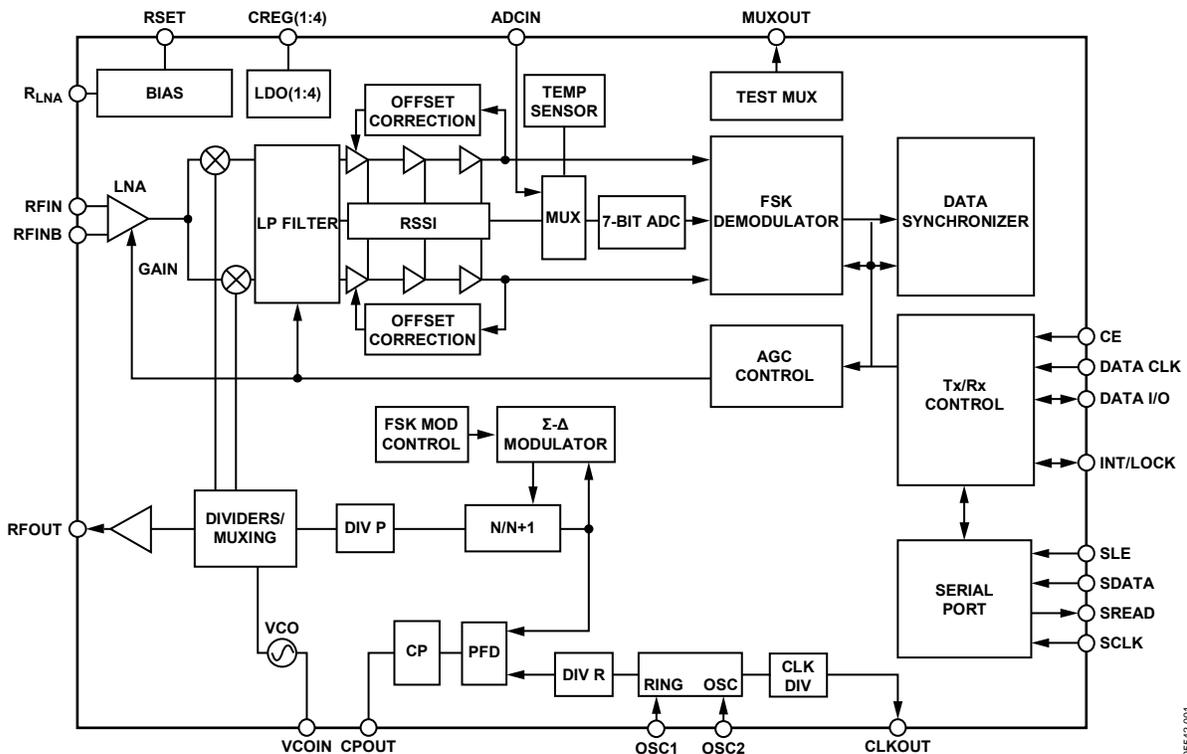 RSET
CREG(1:4)
ADCIN
MUXOUT
RLNA
BIAS
LDO(1:4)
OFFSET
CORRECTION
TEMP
SENSOR
TEST MUX
LNA
RFIN
RFINB
GAIN
LP FILTER
RSSI
MUX
7-BIT ADC
FSK
DEMODULATOR
DATA
SYNCHRONIZER
OFFSET
CORRECTION
AGC
CONTROL
Tx/Rx
CONTROL
CE
DATA CLK
DATA I/O
INT/LOCK
FSK MOD
CONTROL
Σ-Δ
MODULATOR
RFOUT
DIVIDERS/
MUXING
DIV P
N/N+1
SERIAL
PORT
SLE
SDATA
SREAD
SCLK
VCO
CP
PFD
DIV R
RING OSC
CLK
DIV
VCOIN
CPOUT
OSC1
OSC2
CLKOUT